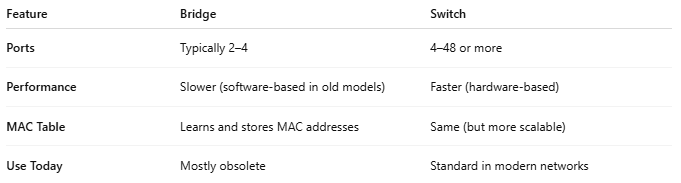 Feature Bridge Switch
Ports Typically 2–4 4–48 or more
Performance Slower (software-based in old models) Faster (hardware-based)
MAC Table Learns and stores MAC addresses Same (but more scalable)
Use Today Mostly obsolete Standard in modern networks